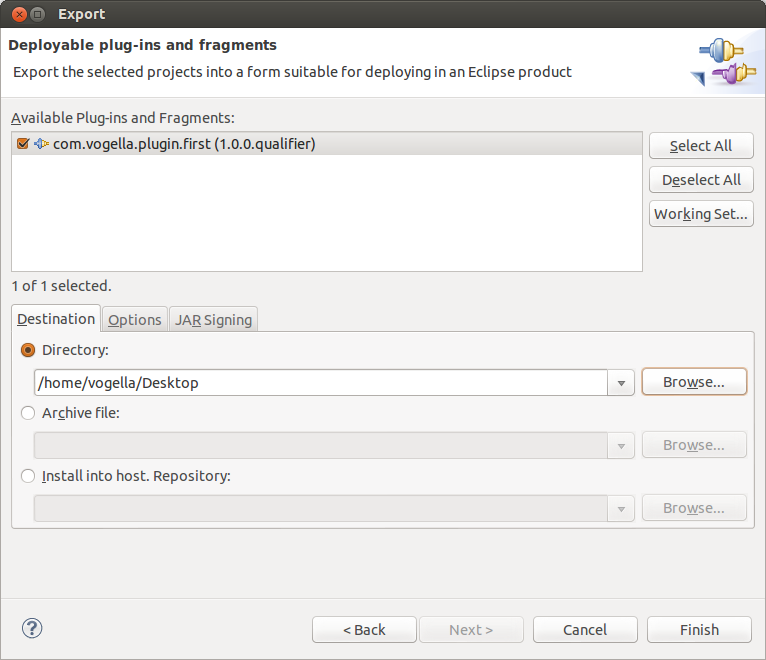 Export
Deployable plug-ins and fragments
Export the selected projects into a form suitable for deploying in an Eclipse product
Available Plug-ins and Fragments:
com.vogella.plugin.first (1.0.0.qualifier)
Select All
Deselect All
Working Set...
1 of 1 selected.
Destination Options JAR Signing
Directory:
/home/vogella/Desktop Browse...
Archive file:
Browse...
Install into host. Repository:
Browse...
? < Back Next > Cancel Finish